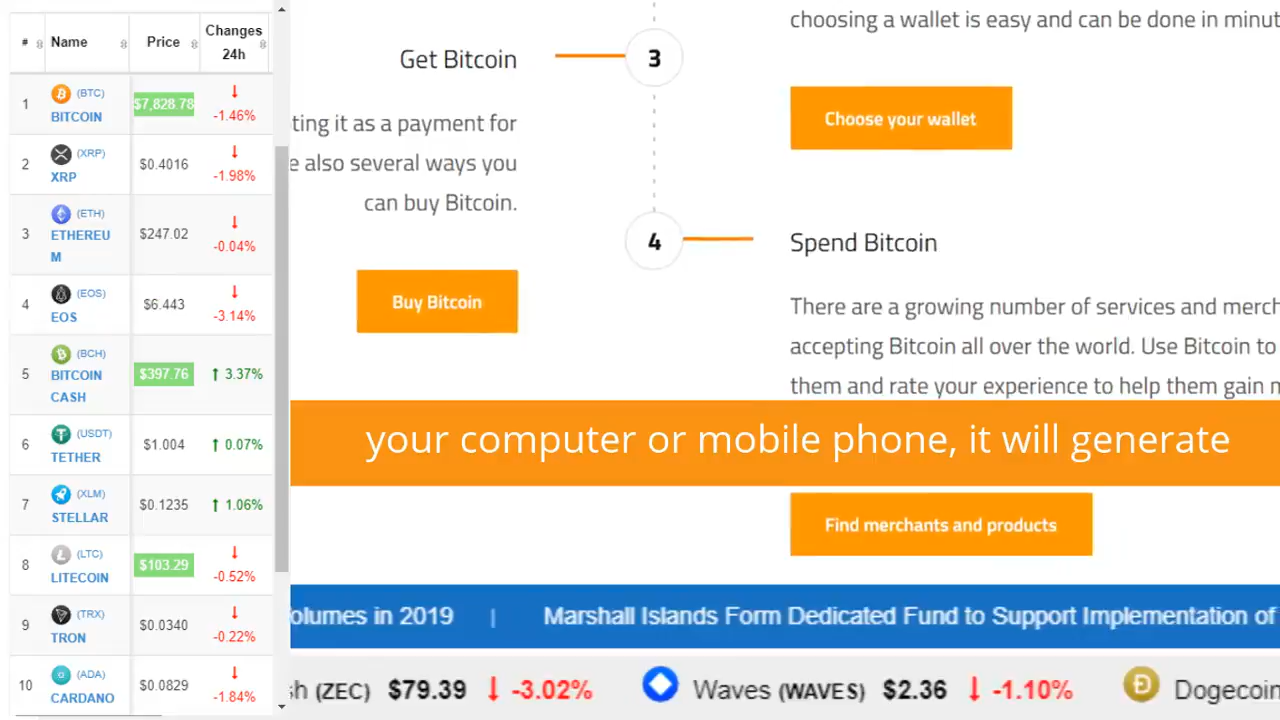 # Name Price Changes 24h
1 (BTC) BITCOIN $7,828.78 ↓ -1.46%
2 (XRP) XRP $0.4016 ↓ -1.98%
3 (ETH) ETHEREU M $247.02 ↓ -0.04%
4 (EOS) EOS $6.443 ↓ -3.14%
5 (BCH) BITCOIN CASH $397.76 ↑ 3.37%
6 (USDT) TETHER $1.004 ↑ 0.07%
7 (XLM) STELLAR $0.1235 ↑ 1.06%
8 (LTC) LITECOIN $103.29 ↓ -0.52%
9 (TRX) TRON $0.0340 ↓ -0.22%
10 (ADA) CARDANO $0.0829 ↓ -1.84%
choosing a wallet is easy and can be done in minut
Choose your wallet
3
Get Bitcoin
ting it as a payment for
e also several ways you
can buy Bitcoin.
Buy Bitcoin
4
Spend Bitcoin
There are a growing number of services and merch
accepting Bitcoin all over the world. Use Bitcoin to
them and rate your experience to help them gain m
your computer or mobile phone, it will generate
Find merchants and products
olumes in 2019 | Marshall Islands Form Dedicated Fund to Support Implementation of
sh (ZEC) $79.39 ↓ -3.02% Waves (WAVES) $2.36 ↓ -1.10% Dogecoin